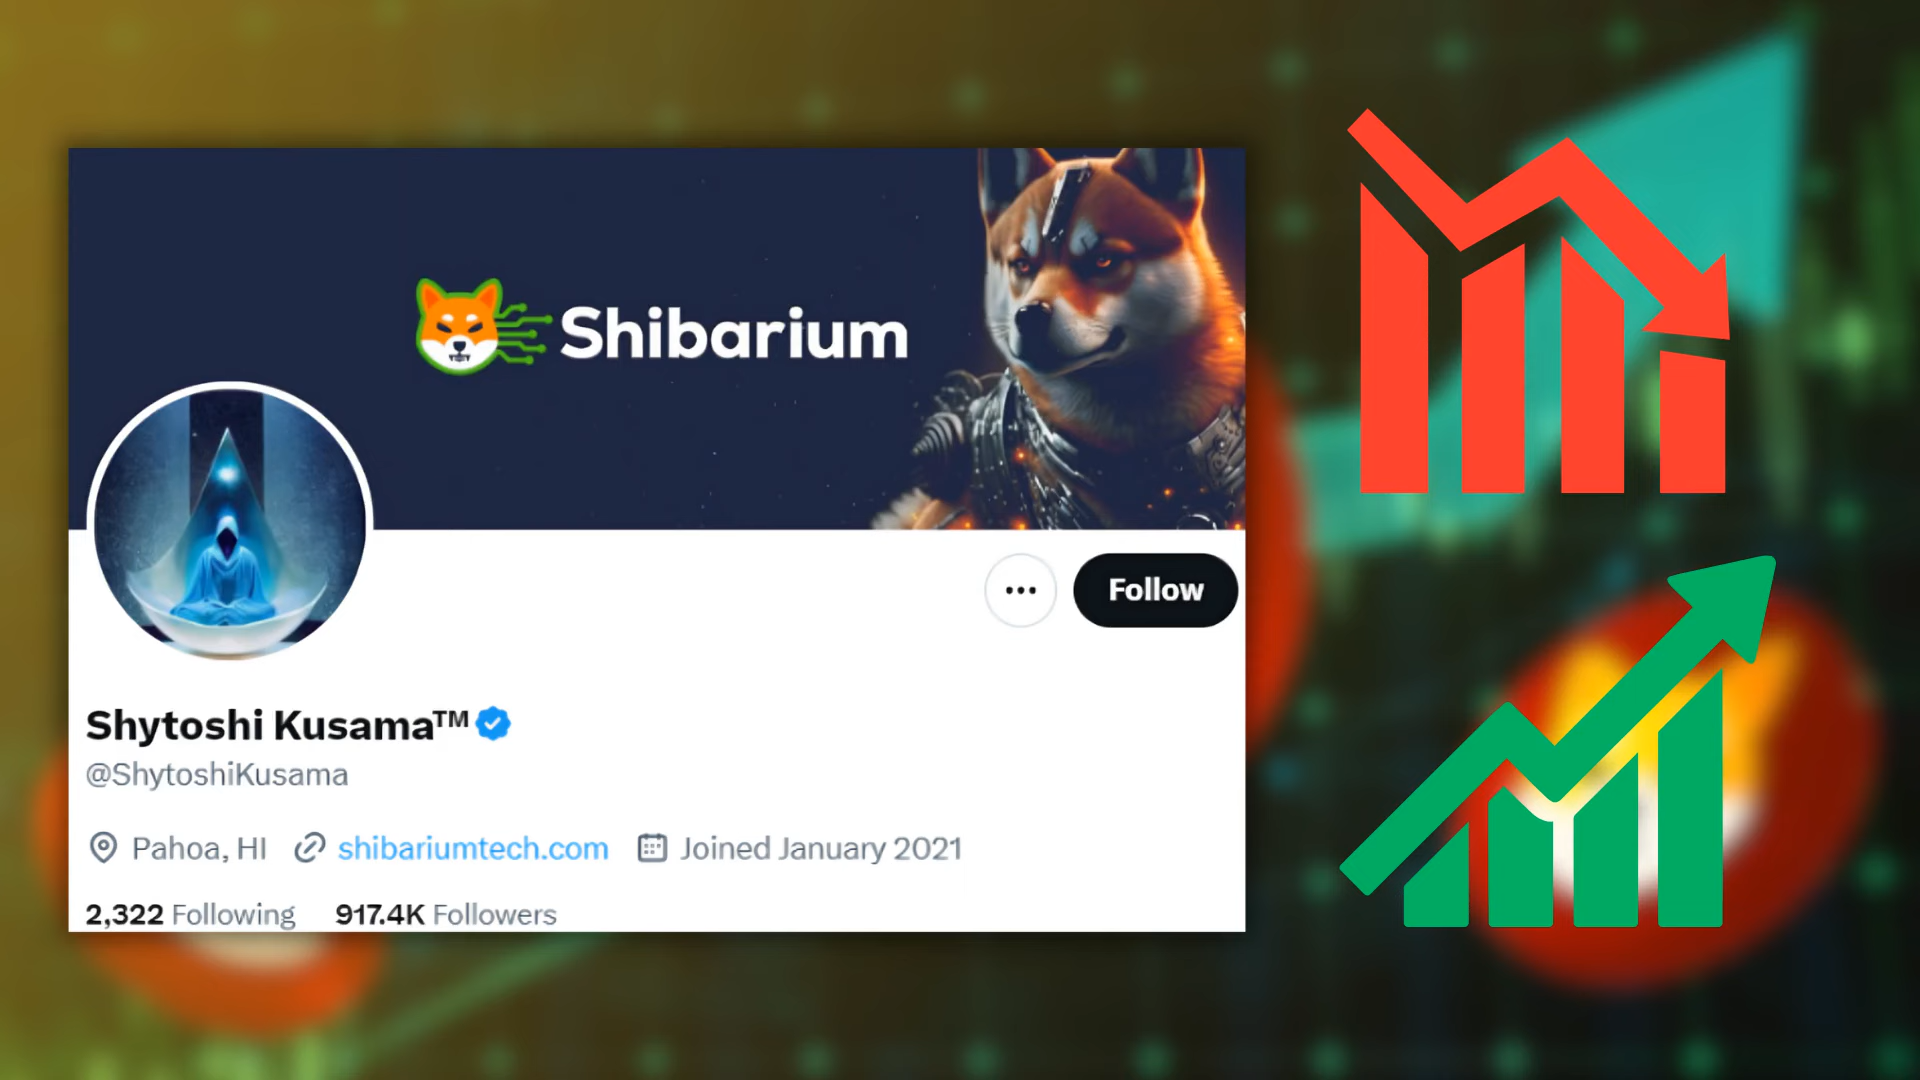 Shibarium
Follow
Shytoshi Kusama™
@ShytoshiKusama
Pahoa, HI shibariumtech.com Joined January 2021
2,322 Following 917.4K Followers